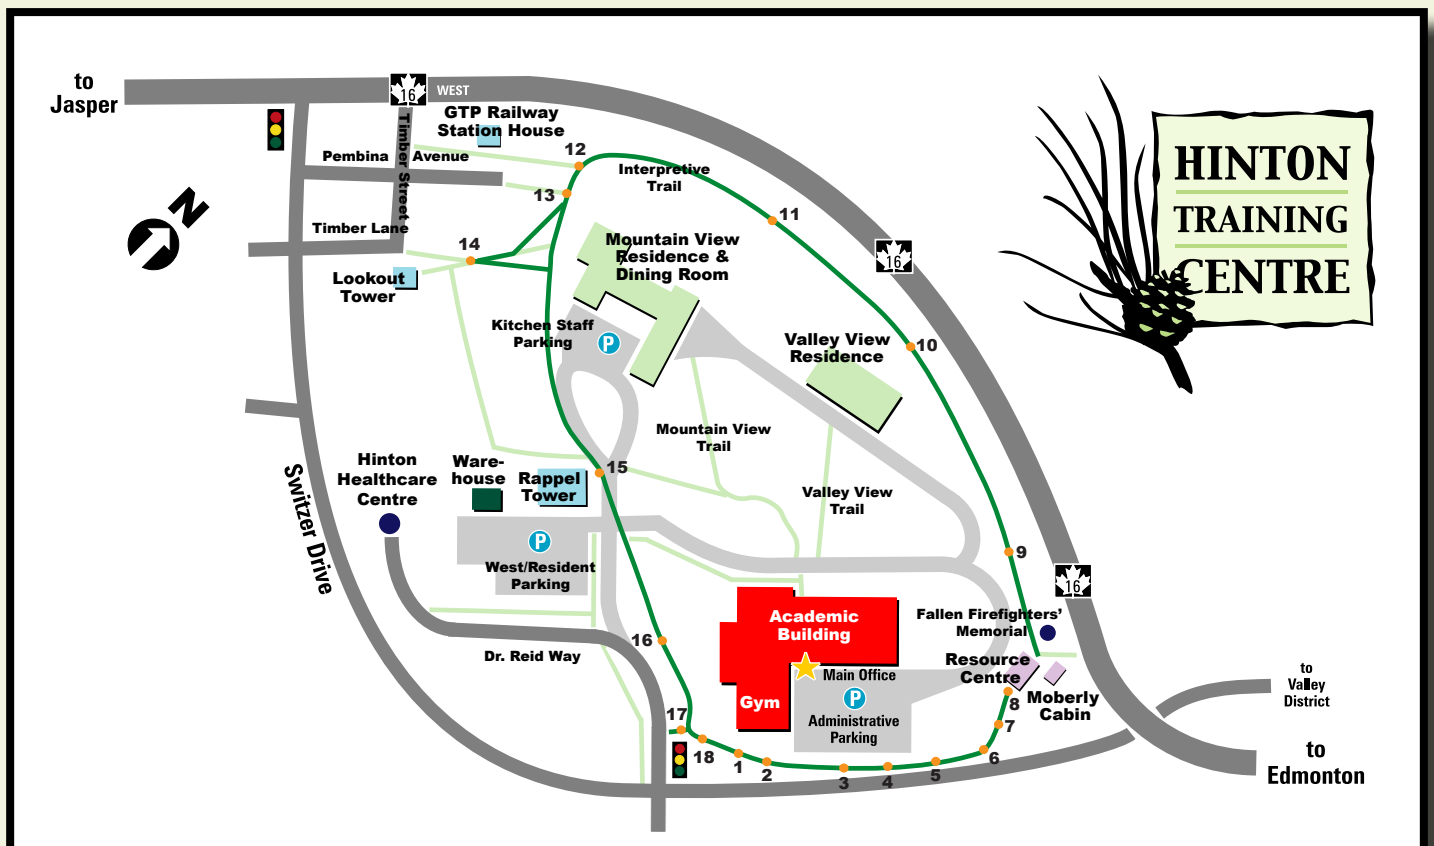 to
Jasper
16
WEST
GTP Railway
Station House
Timber Street
Pembina Avenue
12
Interpretive
Trail
13
11
N
Timber Lane
14
Lookout
Tower
Mountain View
Residence &
Dining Room
16
HINTON
TRAINING
CENTRE
Kitchen Staff
Parking
P
Valley View
Residence
10
Mountain View
Trail
Hinton
Healthcare
Centre
Ware-
house
Rappel
Tower
15
Valley View
Trail
Switzer Drive
P
West/Resident
Parking
9
16
Academic
Building
Fallen Firefighters'
Memorial
16
Dr. Reid Way
Resource
Centre
Main Office
Gym
P
Administrative
Parking
8
Moberly
Cabin
to
Valley
District
17
7
18
1
2
3
4
5
6
to
Edmonton